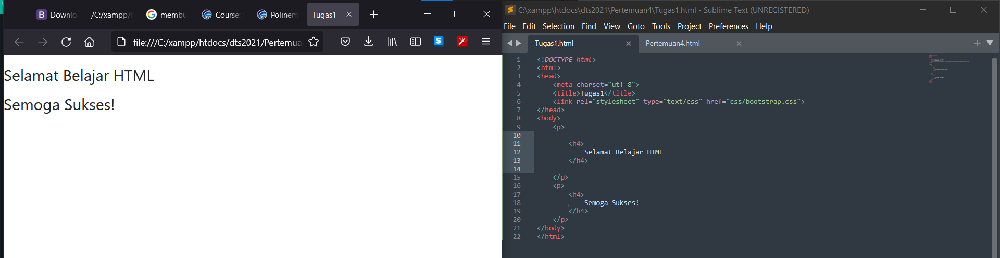 Downlo
/C:/xampp/
membu
Course:
Polinem
Tugas1
file:///C:/xampp/htdocs/dts2021/Pertemua
Selamat Belajar HTML
Semoga Sukses!
C:\xampp\htdocs\dts2021\Pertemuan4\Tugas1.html - Sublime Text (UNREGISTERED)
File Edit Selection Find View Goto Tools Project Preferences Help
Tugas1.html Pertemuan4.html
1 <!DOCTYPE html>
2 <html>
3 <head>
4 <meta charset="utf-8">
5 <title>Tugas1</title>
6 <link rel="stylesheet" type="text/css" href="css/bootstrap.css">
7 </head>
8 <body>
9 <p>
10
11 <h4>
12 Selamat Belajar HTML
13 </h4>
14
15 </p>
16 <p>
17 <h4>
18 Semoga Sukses!
19 </h4>
20 </p>
21 </body>
22 </html>